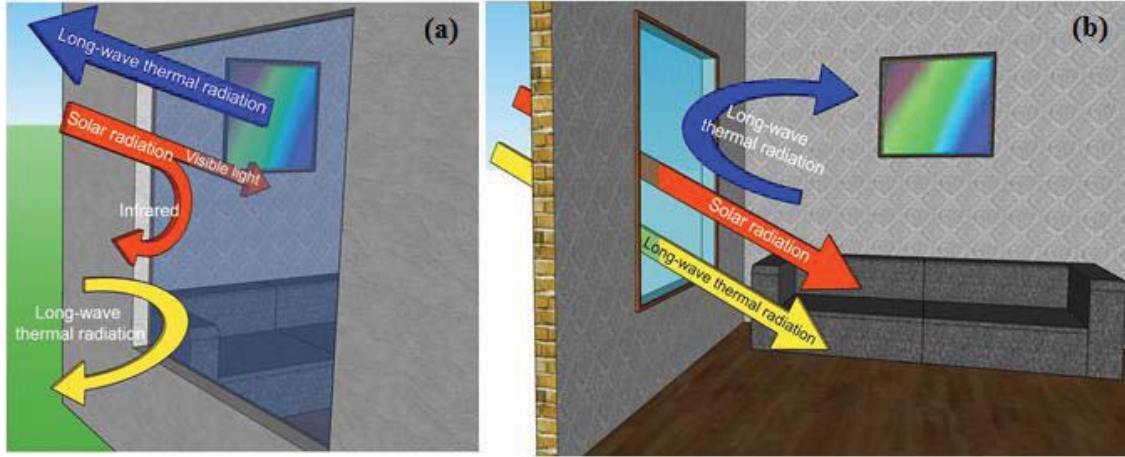 (a)
Long-wave thermal radiation
Solar radiation
Visible light
Infrared
Long-wave
thermal radiation
(b)
Long-wave
thermal radiation
Solar radiation
Long-wave thermal radiation